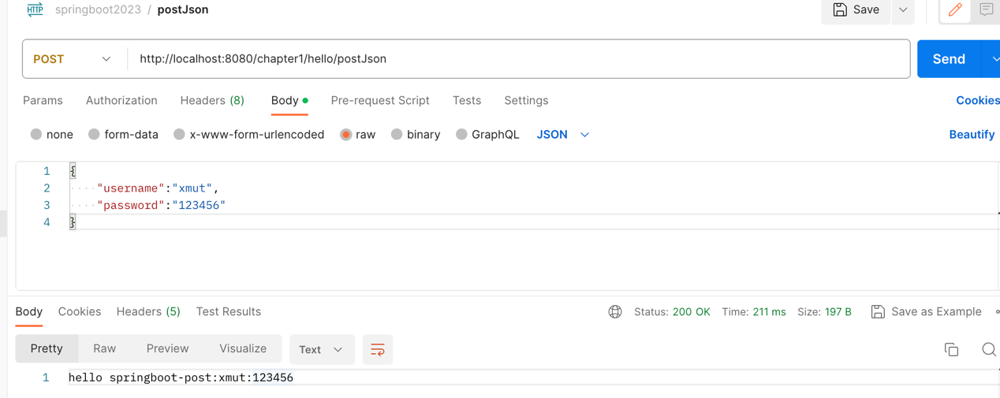 HTTP springboot2023 / postJson Save
POST http://localhost:8080/chapter1/hello/postJson Send
Params Authorization Headers (8) Body Pre-request Script Tests Settings Cookies
none form-data x-www-form-urlencoded raw binary GraphQL JSON Beautify
1 {
2 "username":"xmut",
3 "password":"123456"
4 }
Body Cookies Headers (5) Test Results Status: 200 OK Time: 211 ms Size: 197 B Save as Example
Pretty Raw Preview Visualize Text
1 hello springboot-post:xmut:123456